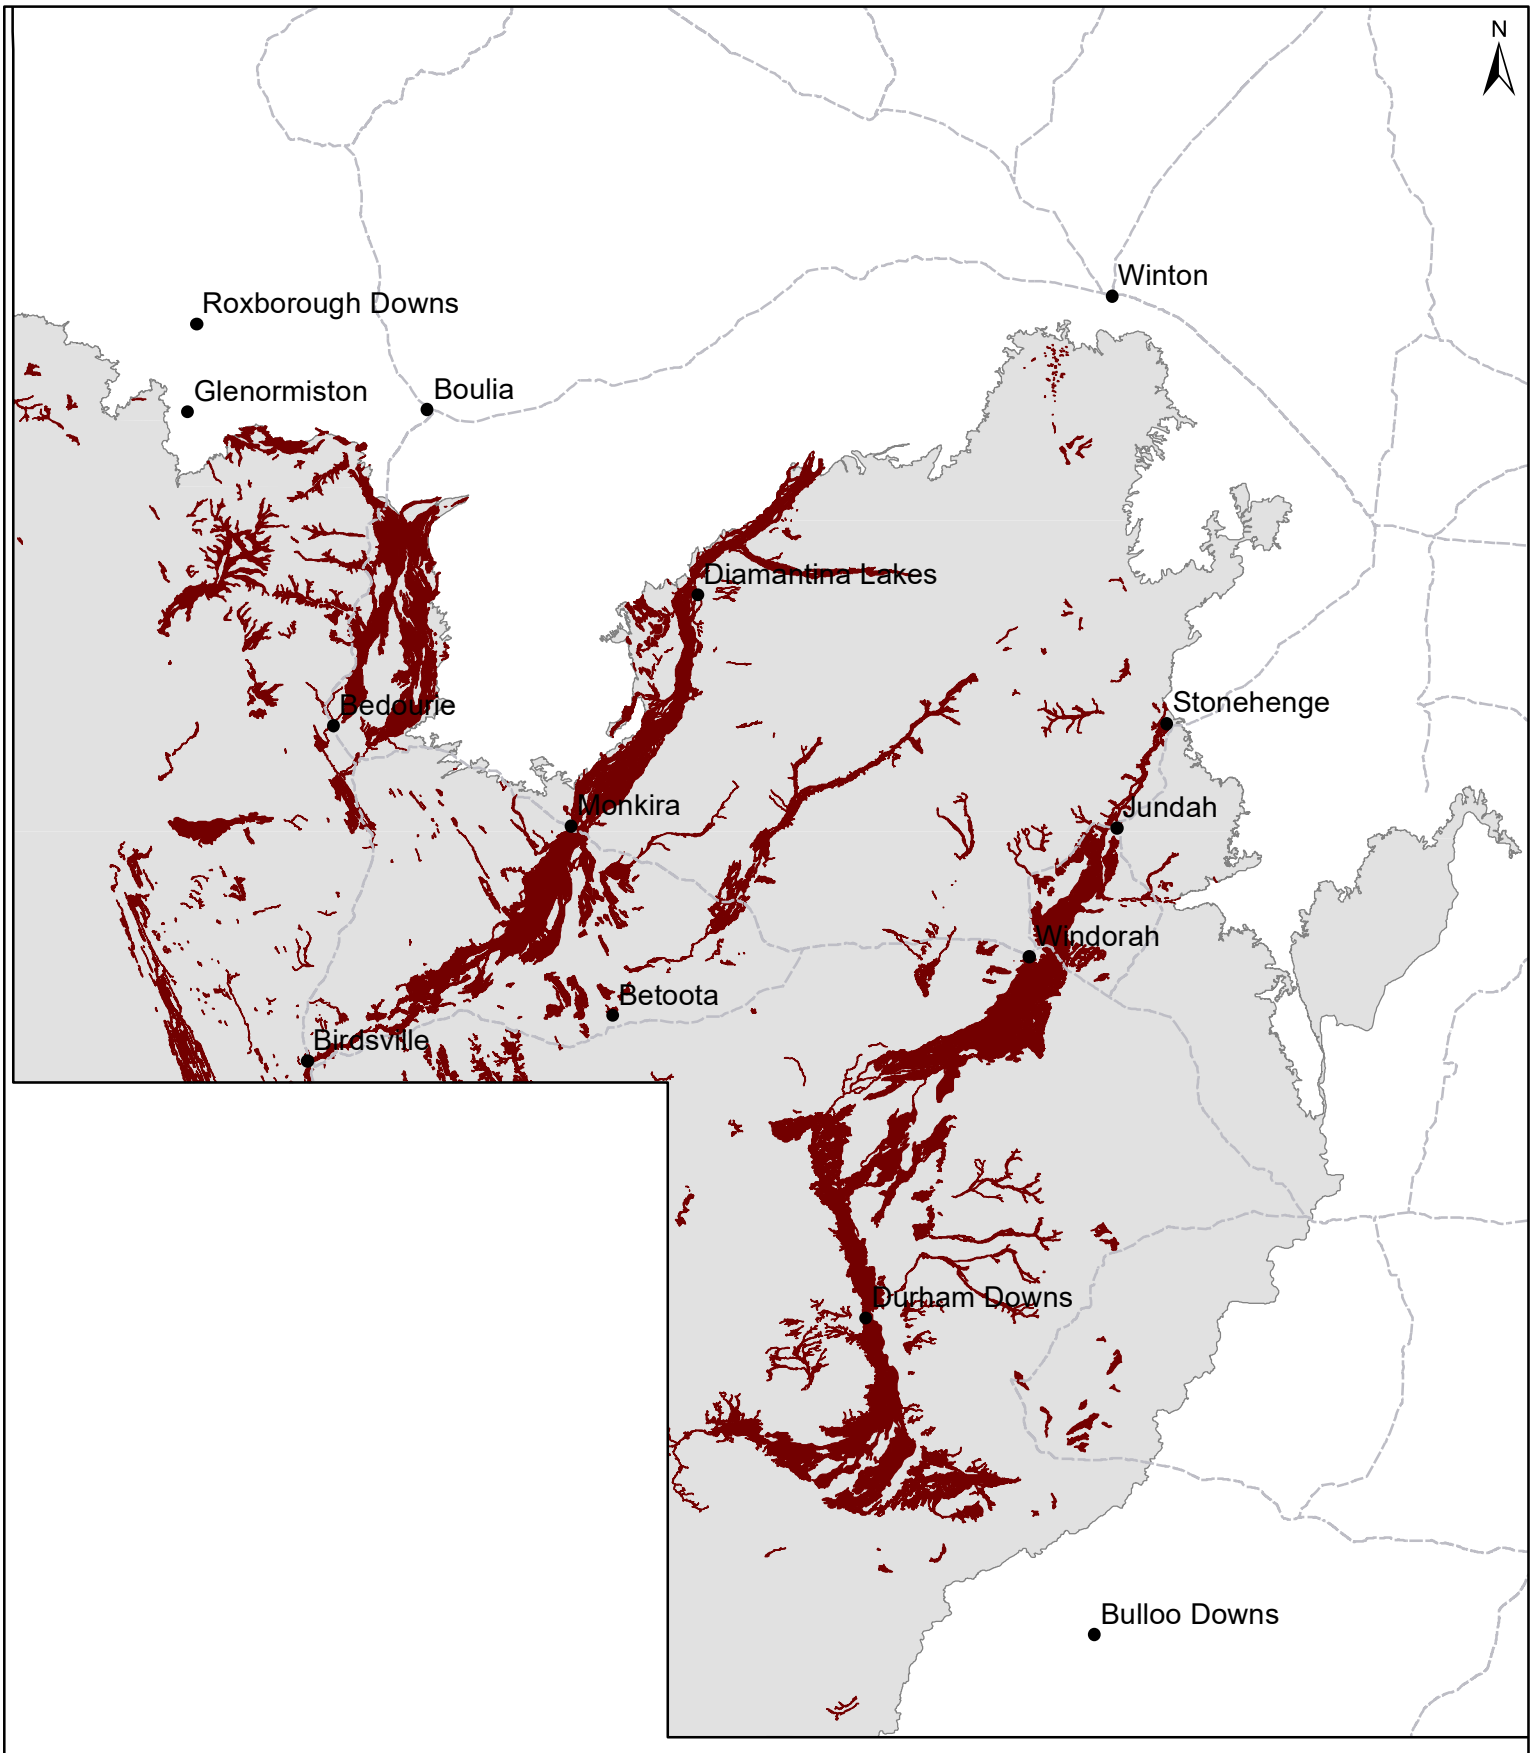 N
Winton
Roxborough Downs
Glenormiston
Boulia
Diamantina Lakes
Bedourie
Stonehenge
Monkira
Jundah
Windorah
Betoota
Birdsville
Durham Downs
Bulloo Downs